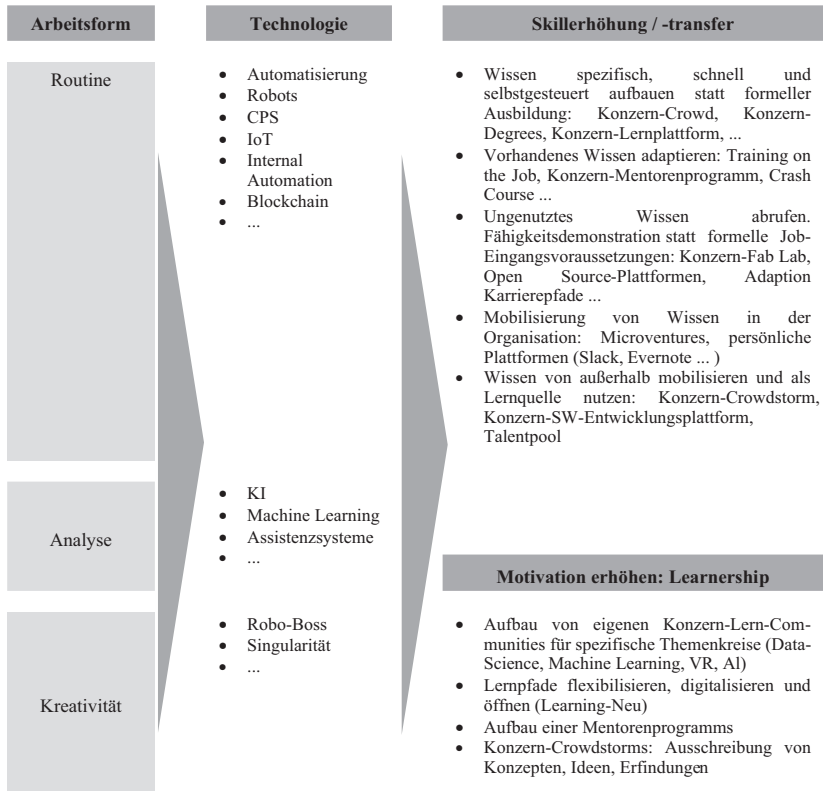 Arbeitsform
Routine
Analyse
Kreativität
Technologie
• Automatisierung
• Robots
• CPS
• IoT
• Internal
Automation
• Blockchain
• ...
• KI
• Machine Learning
• Assistenzsysteme
• ...
• Robo-Boss
• Singularität
• ...
Skillerhöhung / -transfer
• Wissen spezifisch, schnell und
selbstgesteuert aufbauen statt formeller
Ausbildung: Konzern-Crowd, Konzern-
Degrees, Konzern-Lernplattform, ...
• Vorhandenes Wissen adaptieren: Training on
the Job, Konzern-Mentorenprogramm, Crash
Course ...
• Ungenutztes Wissen abrufen.
Fähigkeitsdemonstration statt formelle Job-
Eingangsvoraussetzungen: Konzern-Fab Lab,
Open Source-Plattformen, Adaption
Karrierepfade ...
• Mobilisierung von Wissen in der
Organisation: Microventures, persönliche
Plattformen (Slack, Evernote ... )
• Wissen von außerhalb mobilisieren und als
Lernquelle nutzen: Konzern-Crowdstorm,
Konzern-SW-Entwicklungsplattform,
Talentpool
Motivation erhöhen: Learnership
• Aufbau von eigenen Konzern-Lern-Com-
munities für spezifische Themenkreise (Data-
Science, Machine Learning, VR, Al)
• Lernpfade flexibilisieren, digitalisieren und
öffnen (Learning-Neu)
• Aufbau einer Mentorenprogramms
• Konzern-Crowdstorms: Ausschreibung von
Konzepten, Ideen, Erfindungen